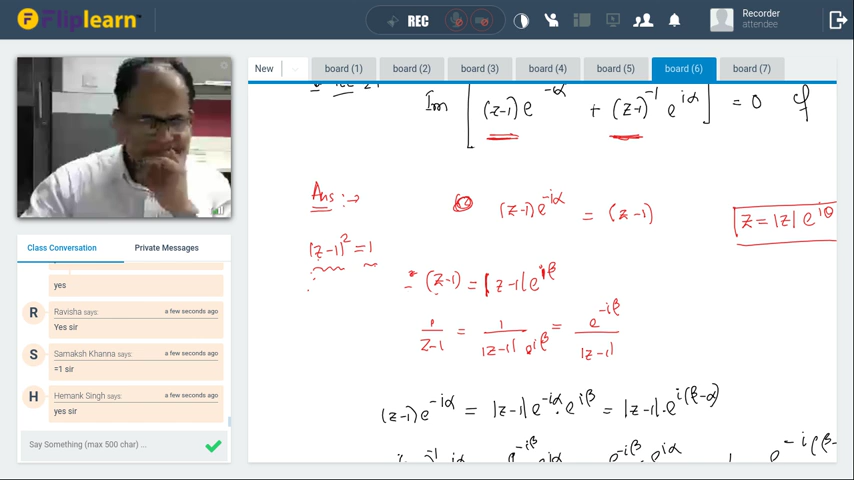 Fliplearn
REC
Recorder
attendee
New
board (1)
board (2)
board (3)
board (4)
board (5)
board (6)
board (7)
Im [ (z-1) e^{-iα} + (z-1)^{-1} e^{iα} ] = 0
Ans :→
(z-1) e^{-iα} = (z-1)
z = |z| e^{iθ}
|z-1|^2 = 1
(z-1) = |z-1| e^{iβ}
1/(z-1) = 1/(|z-1| e^{iβ}) = e^{-iβ}/|z-1|
(z-1) e^{-iα} = |z-1| e^{-iα} . e^{iβ} = |z-1| . e^{i(β-α)}
Class Conversation
Private Messages
yes
R
Ravisha says:
a few seconds ago
Yes sir
S
Samaksh Khanna says:
a few seconds ago
=1 sir
H
Hemank Singh says:
a few seconds ago
yes sir
Say Something (max 500 char) ...